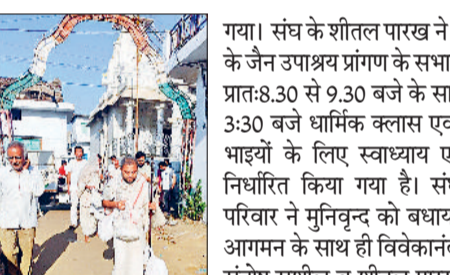 गया। संघ के शीतल पारख ने
के जैन उपाश्रय प्रांगण के सभा
प्रातः8.30 से 9.30 बजे के सा
3:30 बजे धार्मिक क्लास एव
भाइयों के लिए स्वाध्याय ए
निर्धारित किया गया है। सं
परिवार ने मुनिवृन्द को बधाय
आगमन के साथ ही विवेकानं